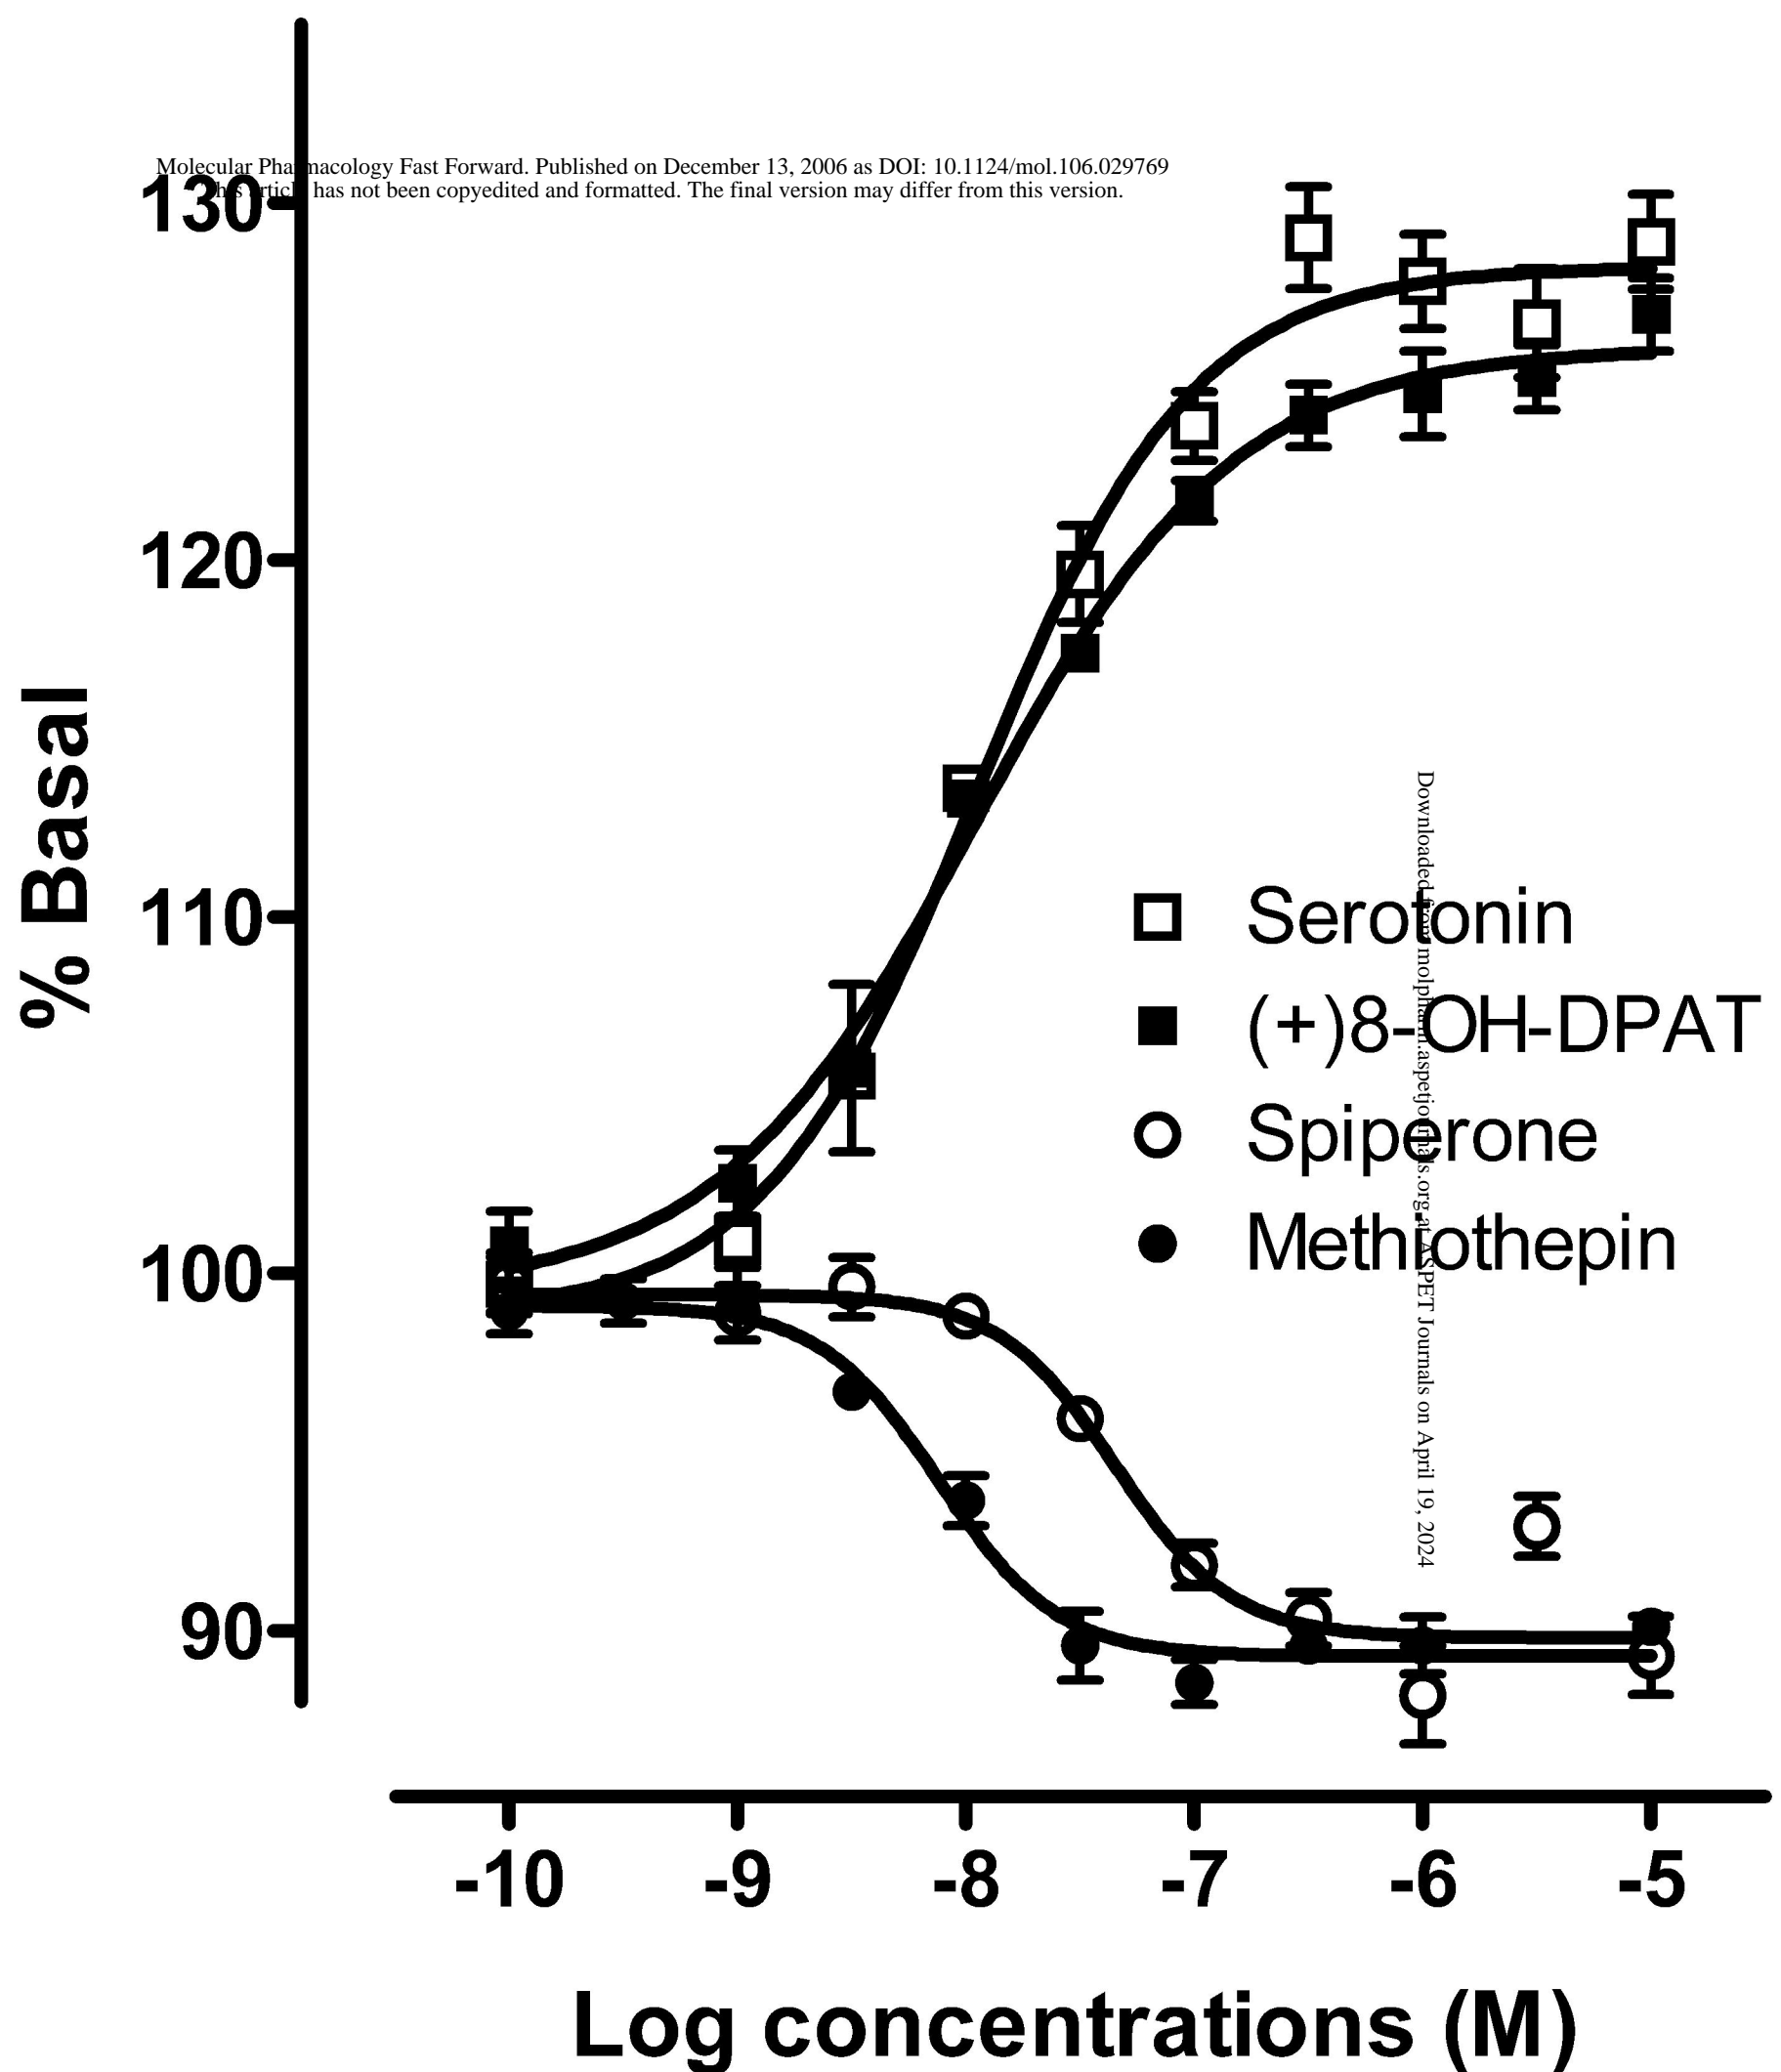 Molecular Pharmacology Fast Forward. Published on December 13, 2006 as DOI: 10.1124/mol.106.029769
This article has not been copyedited and formatted. The final version may differ from this version.
130
120
110
100
90
% Basal
Serotonin
(+)8-OH-DPAT
Spiperone
Methiothepin
Downloaded from molpharm.aspetjournals.org at ASPET Journals on April 19, 2024
-10 -9 -8 -7 -6 -5
Log concentrations (M)